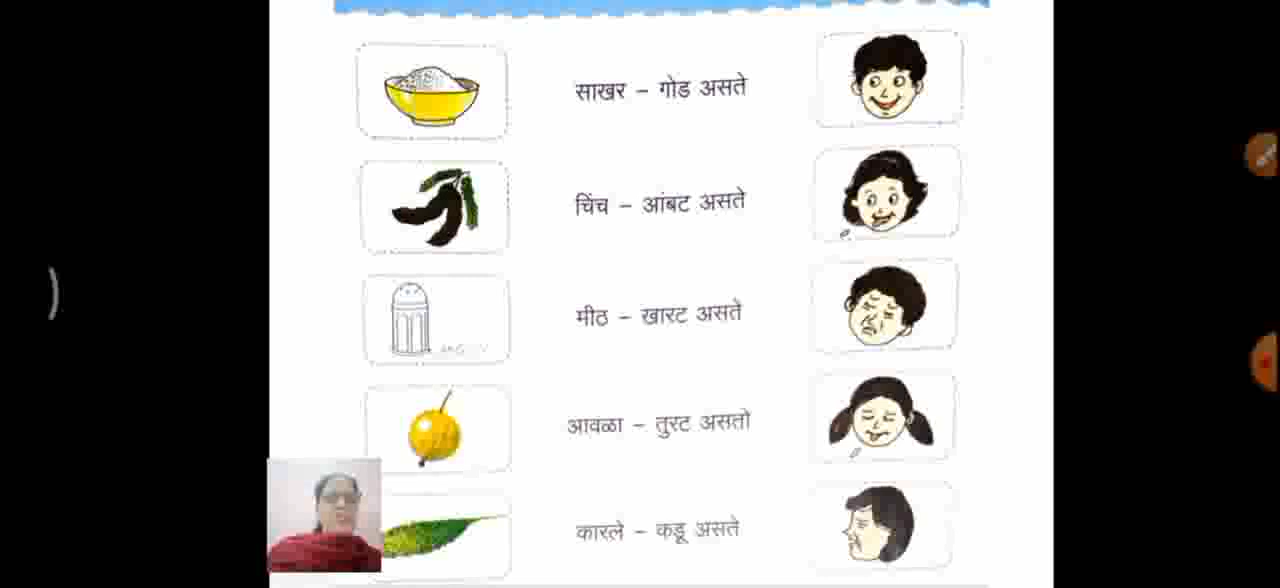 साखर – गोड असते
चिंच – आंबट असते
मीठ – खारट असते
आवळा – तुरट असतो
कारले – कडू असते